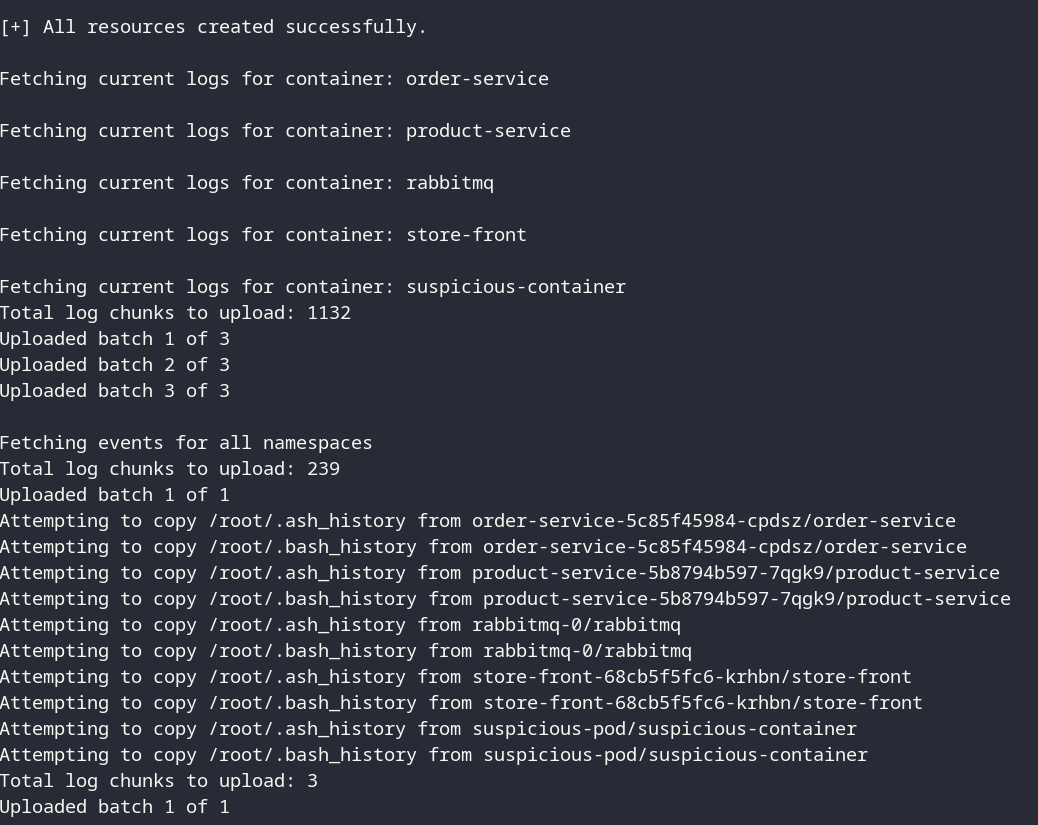 [+] All resources created successfully.
Fetching current logs for container: order-service
Fetching current logs for container: product-service
Fetching current logs for container: rabbitmq
Fetching current logs for container: store-front
Fetching current logs for container: suspicious-container
Total log chunks to upload: 1132
Uploaded batch 1 of 3
Uploaded batch 2 of 3
Uploaded batch 3 of 3
Fetching events for all namespaces
Total log chunks to upload: 239
Uploaded batch 1 of 1
Attempting to copy /root/.ash_history from order-service-5c85f45984-cpdsz/order-service
Attempting to copy /root/.bash_history from order-service-5c85f45984-cpdsz/order-service
Attempting to copy /root/.ash_history from product-service-5b8794b597-7qgk9/product-service
Attempting to copy /root/.bash_history from product-service-5b8794b597-7qgk9/product-service
Attempting to copy /root/.ash_history from rabbitmq-0/rabbitmq
Attempting to copy /root/.bash_history from rabbitmq-0/rabbitmq
Attempting to copy /root/.ash_history from store-front-68cb5f5fc6-krhbn/store-front
Attempting to copy /root/.bash_history from store-front-68cb5f5fc6-krhbn/store-front
Attempting to copy /root/.ash_history from suspicious-pod/suspicious-container
Attempting to copy /root/.bash_history from suspicious-pod/suspicious-container
Total log chunks to upload: 3
Uploaded batch 1 of 1